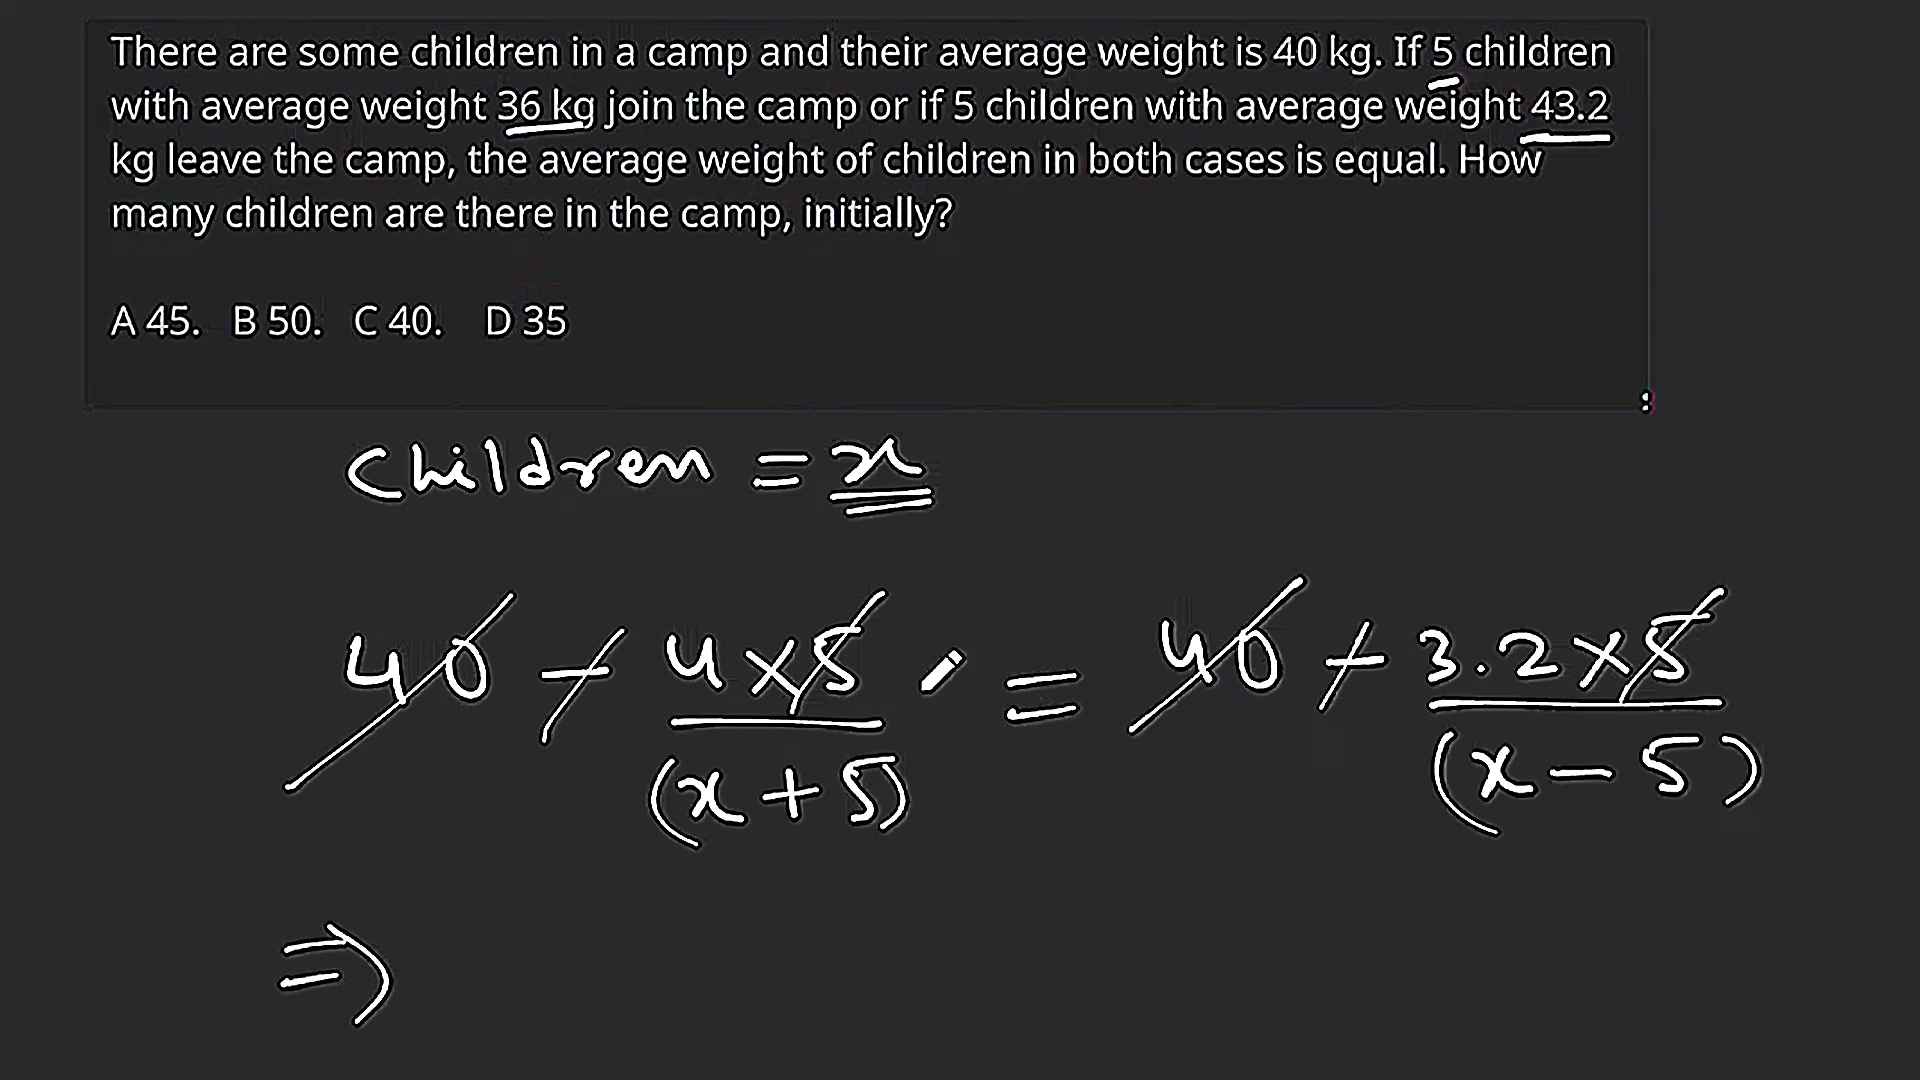 There are some children in a camp and their average weight is 40 kg. If 5 children
with average weight 36 kg join the camp or if 5 children with average weight 43.2
kg leave the camp, the average weight of children in both cases is equal. How
many children are there in the camp, initially?
A 45. B 50. C 40. D 35
children = x
40 - 4×5/(x+5) = 40 - 3.2×5/(x-5)
⇒